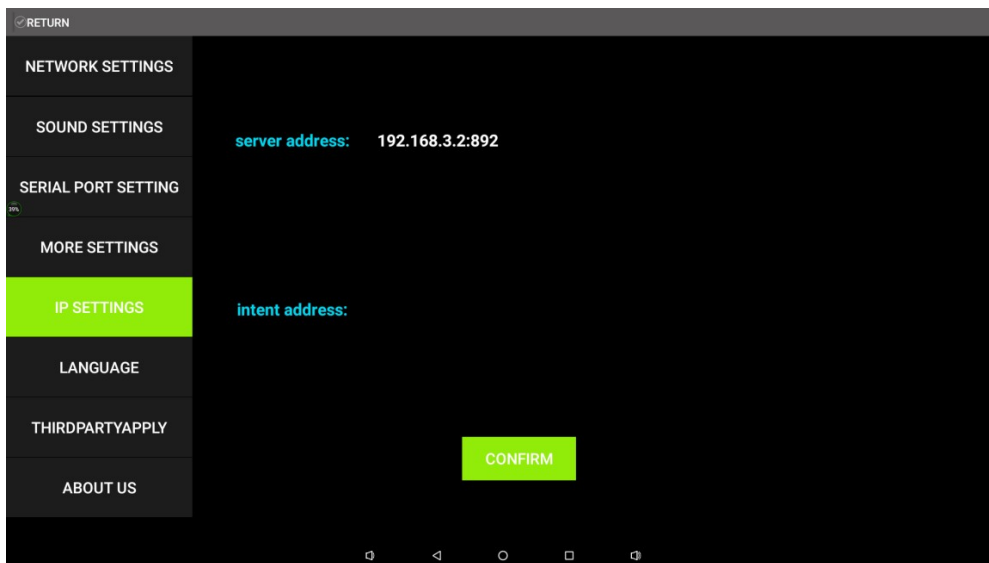 RETURN
NETWORK SETTINGS
SOUND SETTINGS
server address: 192.168.3.2:892
SERIAL PORT SETTING
39%
MORE SETTINGS
IP SETTINGS
intent address:
LANGUAGE
THIRDPARTYAPPLY
CONFIRM
ABOUT US